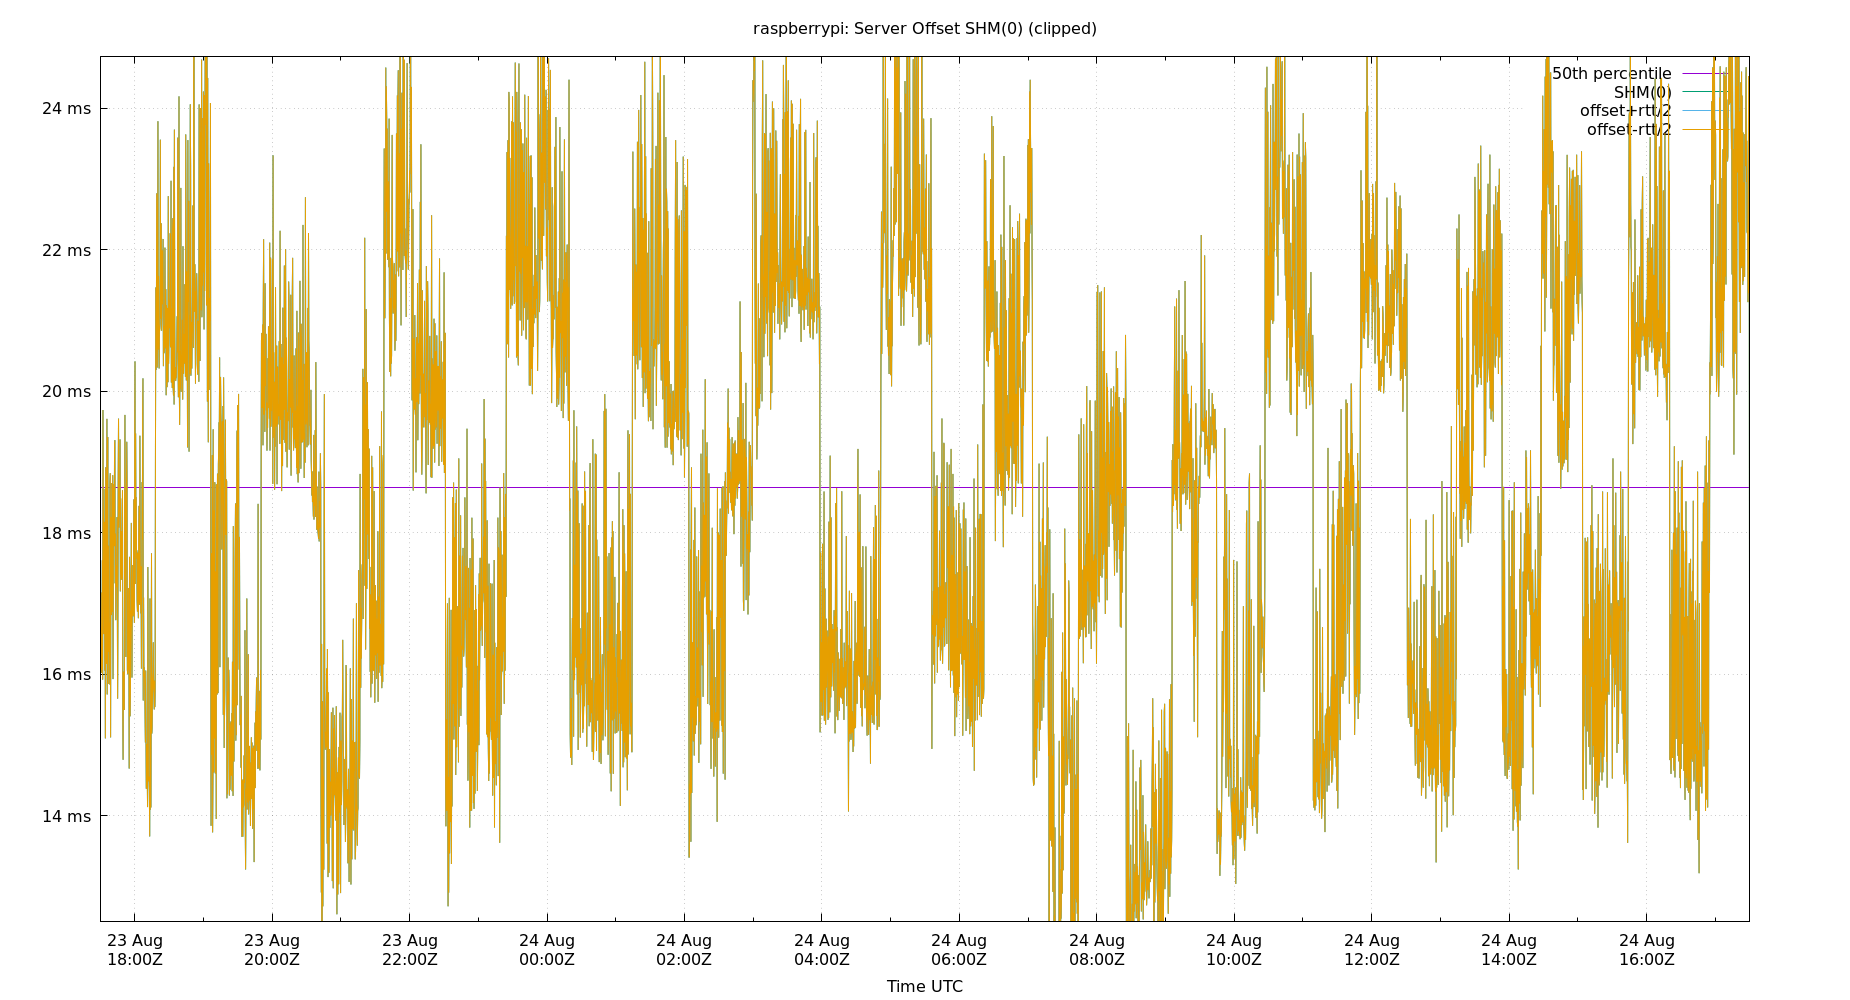 raspberrypi: Server Offset SHM(0) (clipped)
50th percentile
SHM(0)
offset+rtt/2
offset-rtt/2
24 ms
22 ms
20 ms
18 ms
16 ms
14 ms
23 Aug 23 Aug 23 Aug 24 Aug 24 Aug 24 Aug 24 Aug 24 Aug 24 Aug 24 Aug 24 Aug 24 Aug
18:00Z 20:00Z 22:00Z 00:00Z 02:00Z 04:00Z 06:00Z 08:00Z 10:00Z 12:00Z 14:00Z 16:00Z
Time UTC